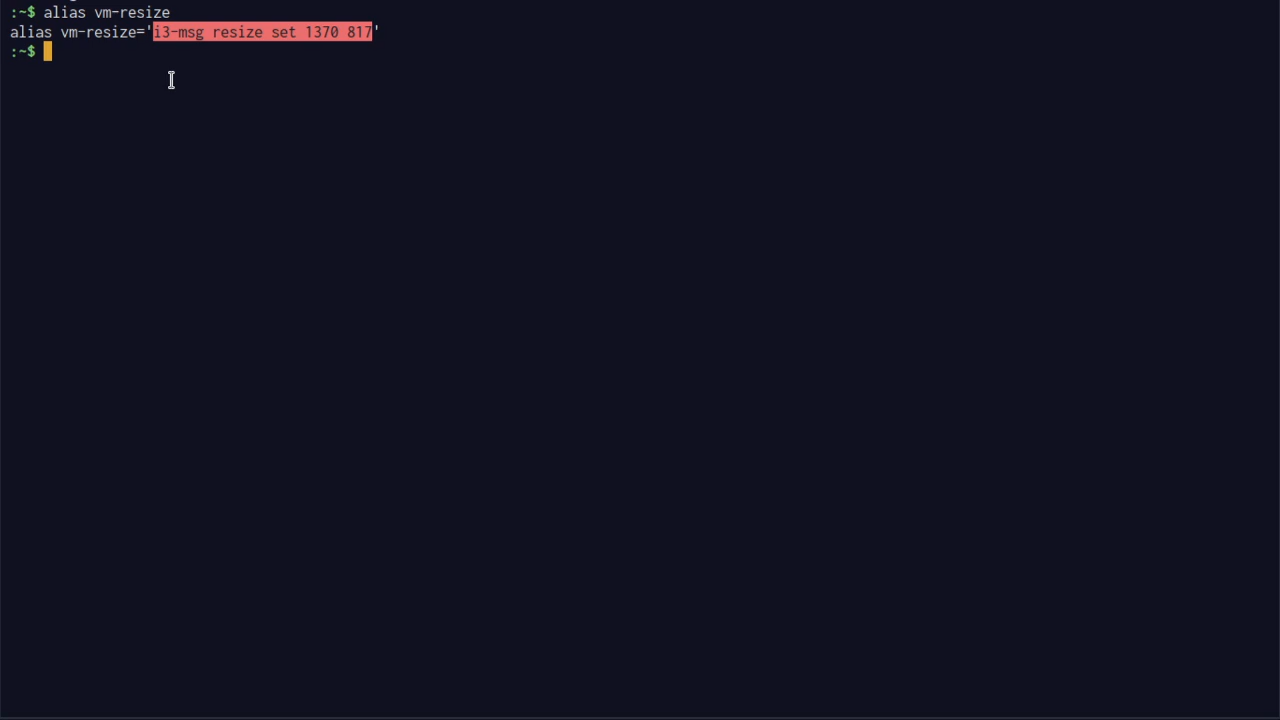 :~$ alias vm-resize
alias vm-resize='i3-msg resize set 1370 817'
:~$